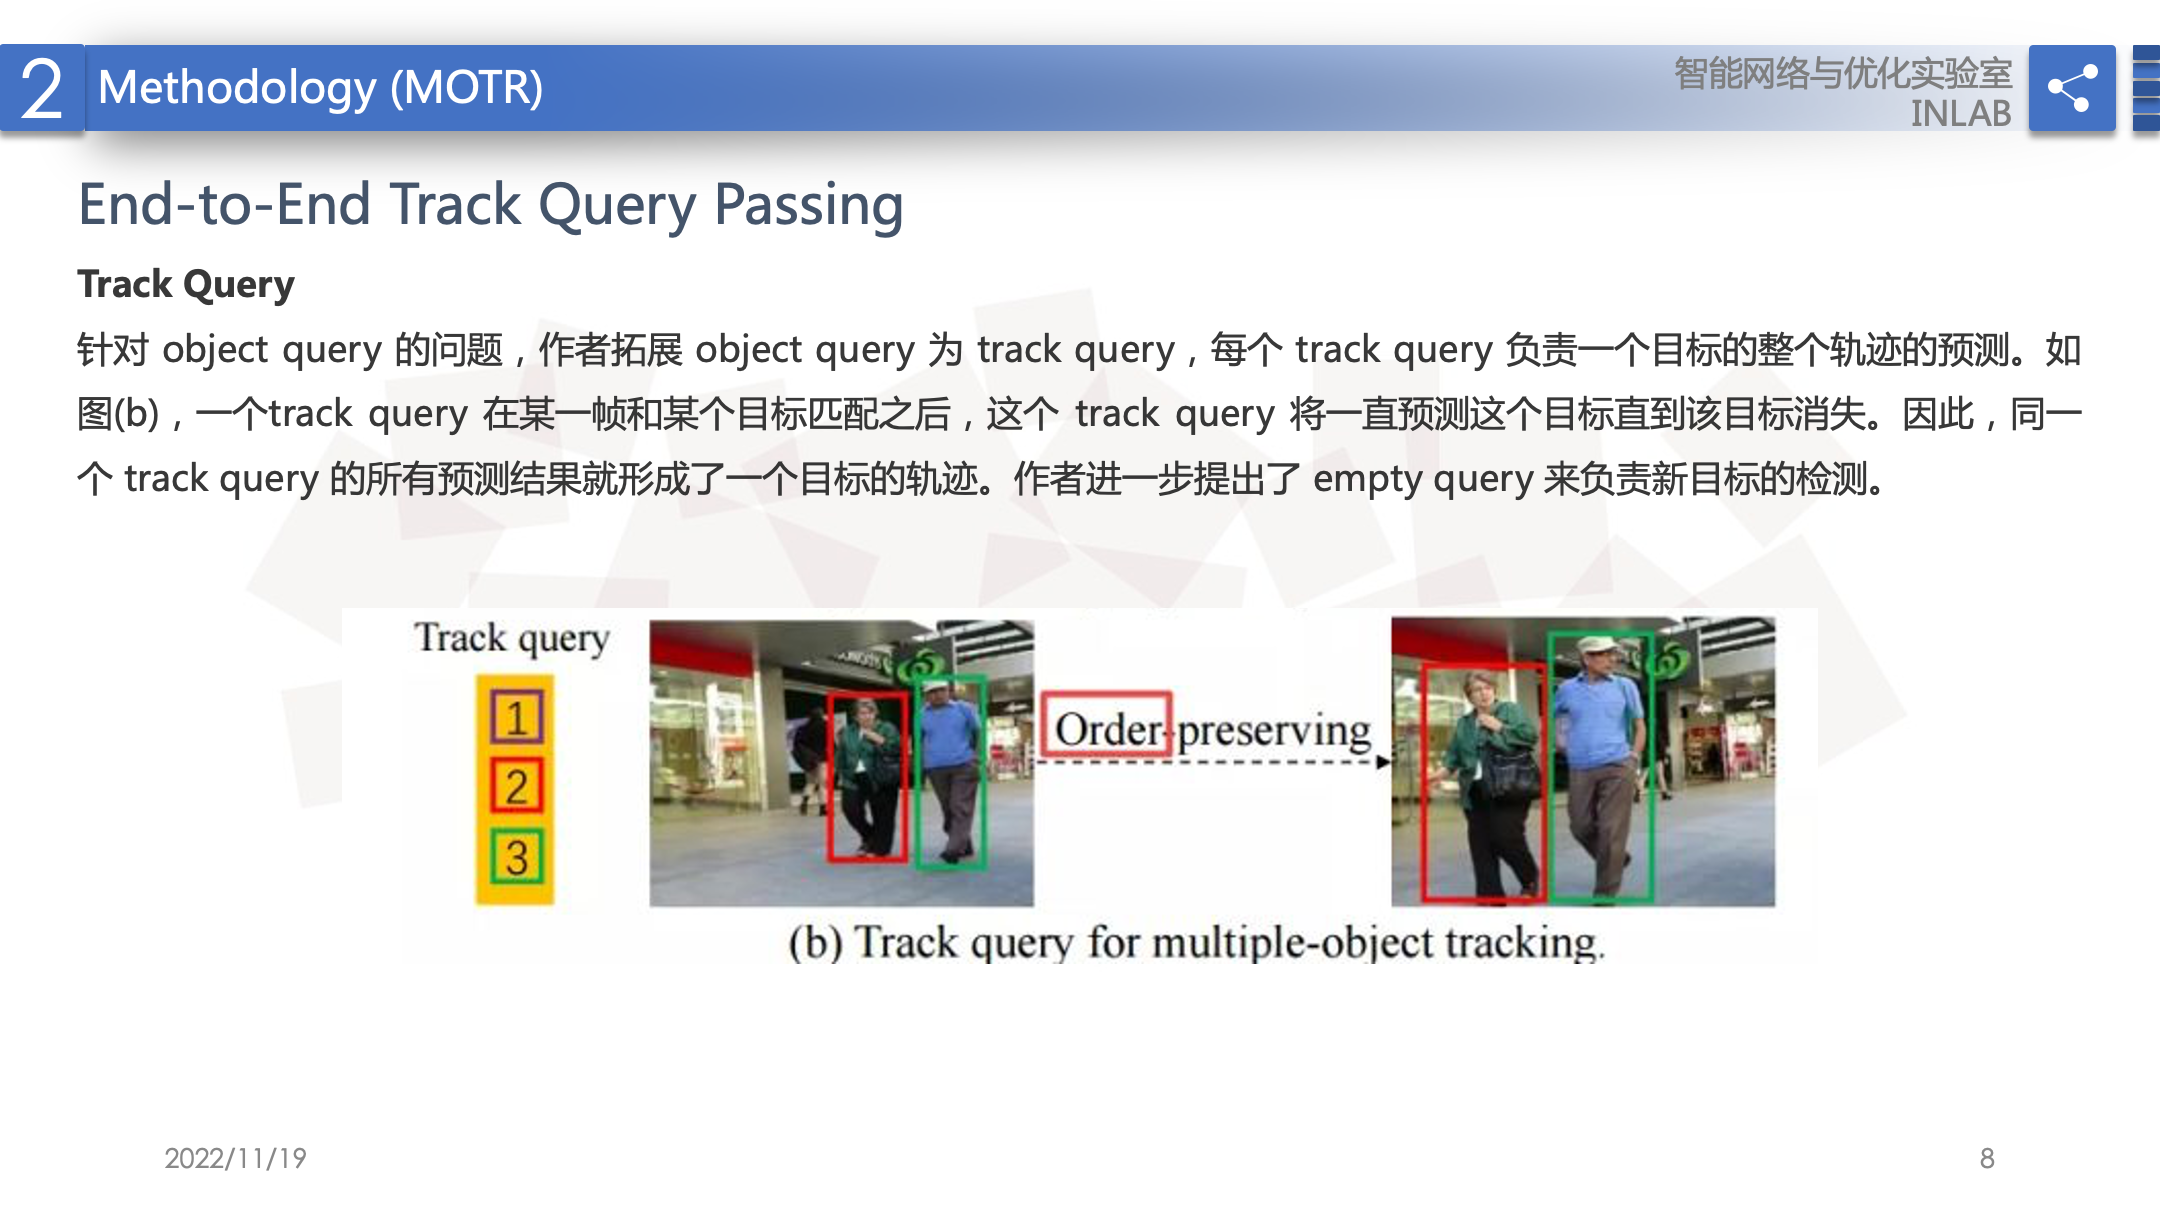 2
Methodology (MOTR)
智能网络与优化实验室
INLAB
End-to-End Track Query Passing
Track Query
针对 object query 的问题，作者拓展 object query 为 track query，每个 track query 负责一个目标的整个轨迹的预测。如
图(b)，一个track query 在某一帧和某个目标匹配之后，这个 track query 将一直预测这个目标直到该目标消失。因此，同一
个 track query 的所有预测结果就形成了一个目标的轨迹。作者进一步提出了 empty query 来负责新目标的检测。
Track query
1
2
3
Order-preserving
(b) Track query for multiple-object tracking.
2022/11/19
8